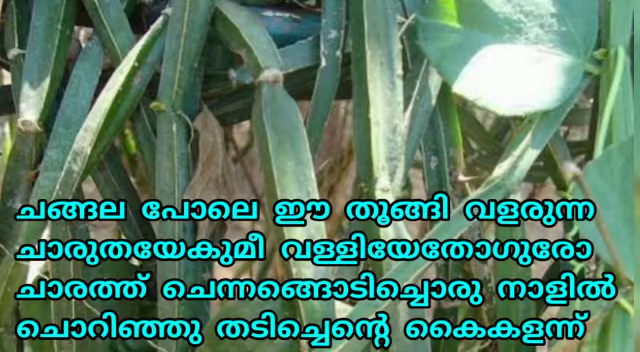 ചങ്ങല പോലെ ഈ തൂങ്ങി വളരുന്ന
ചാരുതയേകുമീ വള്ളിയേതോഗുരോ
ചാരത്ത് ചെന്നങ്ങൊടിച്ചൊരു നാളിൽ
ചൊറിഞ്ഞു തടിച്ചെന്റെ കൈകളന്ന്